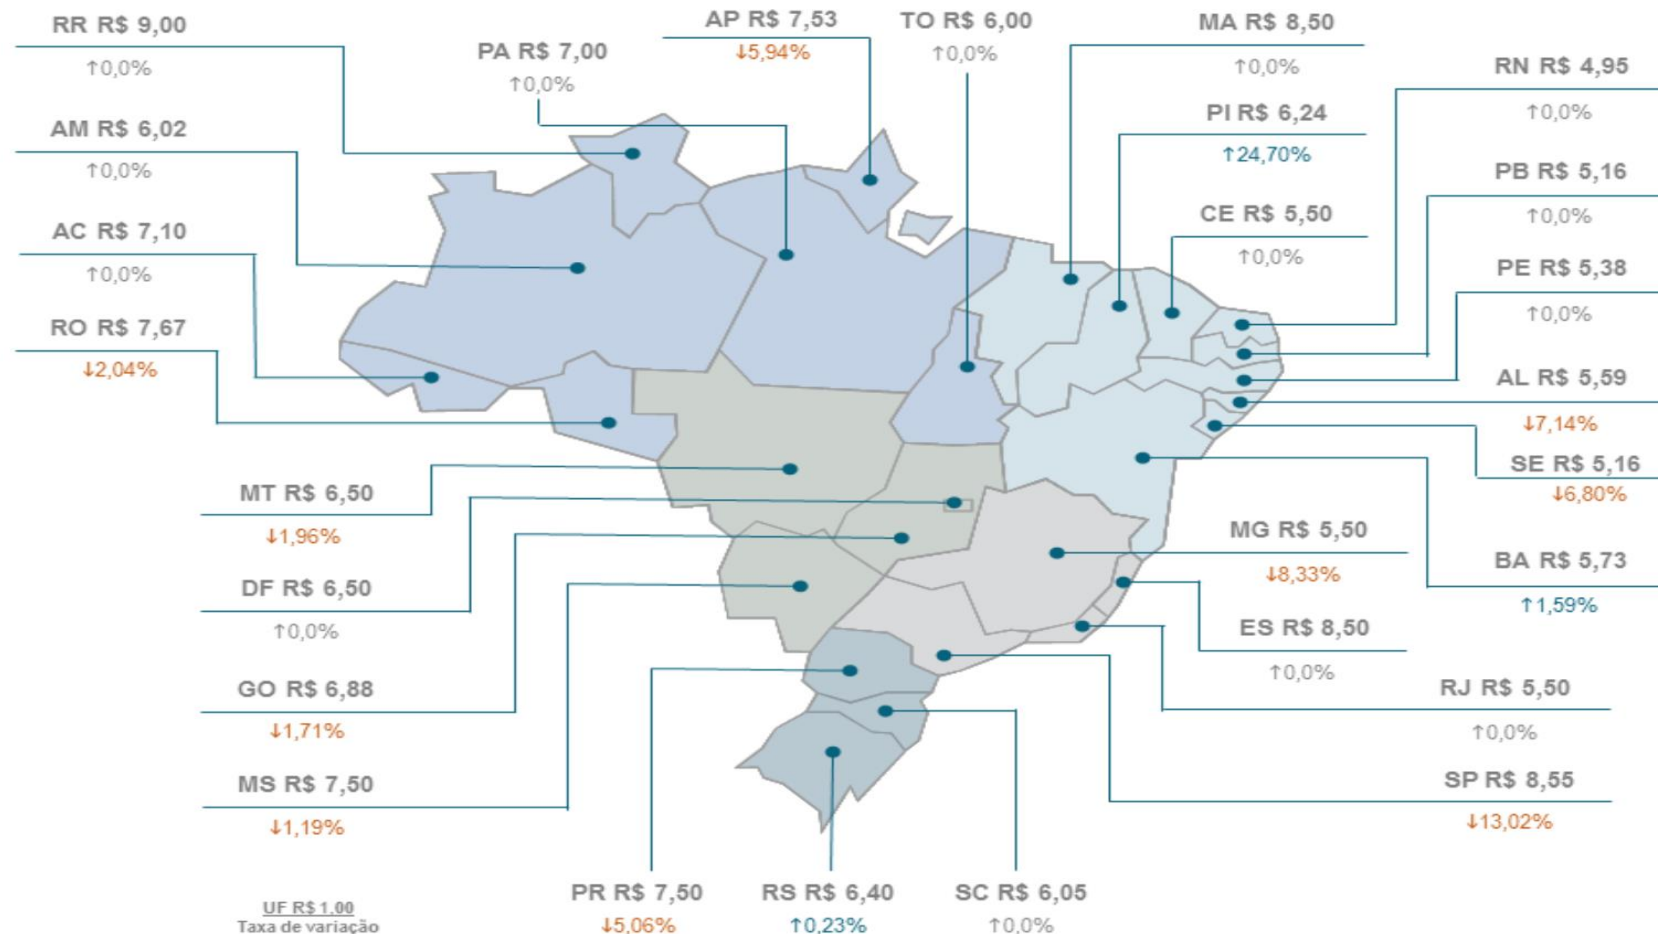 RR R$ 9,00
↑0,0%
PA R$ 7,00
↑0,0%
AP R$ 7,53
↓5,94%
TO R$ 6,00
↑0,0%
MA R$ 8,50
↑0,0%
RN R$ 4,95
↑0,0%
AM R$ 6,02
↑0,0%
PI R$ 6,24
↑24,70%
PB R$ 5,16
↑0,0%
AC R$ 7,10
↑0,0%
CE R$ 5,50
↑0,0%
PE R$ 5,38
↑0,0%
RO R$ 7,67
↓2,04%
AL R$ 5,59
↓7,14%
SE R$ 5,16
↓6,80%
MT R$ 6,50
↓1,96%
MG R$ 5,50
↓8,33%
BA R$ 5,73
↑1,59%
DF R$ 6,50
↑0,0%
ES R$ 8,50
↑0,0%
GO R$ 6,88
↓1,71%
RJ R$ 5,50
↑0,0%
MS R$ 7,50
↓1,19%
SP R$ 8,55
↓13,02%
PR R$ 7,50
↓5,06%
RS R$ 6,40
↑0,23%
SC R$ 6,05
↑0,0%
UF R$ 1,00
Taxa de variação